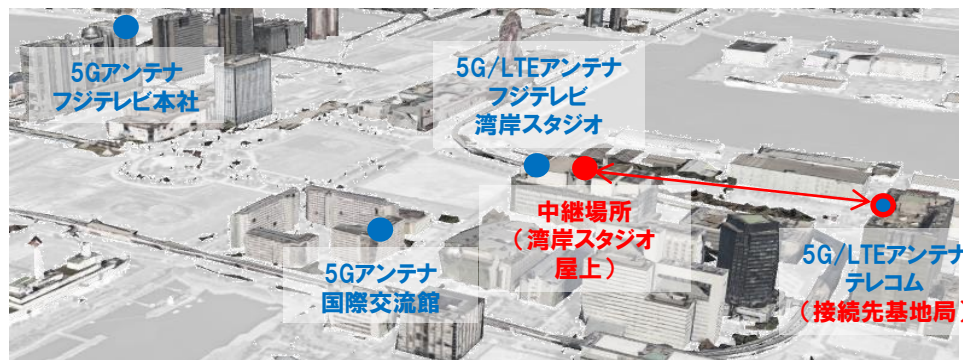 5Gアンテナ
フジテレビ本社
5G/LTEアンテナ
フジテレビ
湾岸スタジオ
中継場所
（湾岸スタジオ
屋上）
5Gアンテナ
国際交流館
5G/LTEアンテナ
テレコム
（接続先基地局）